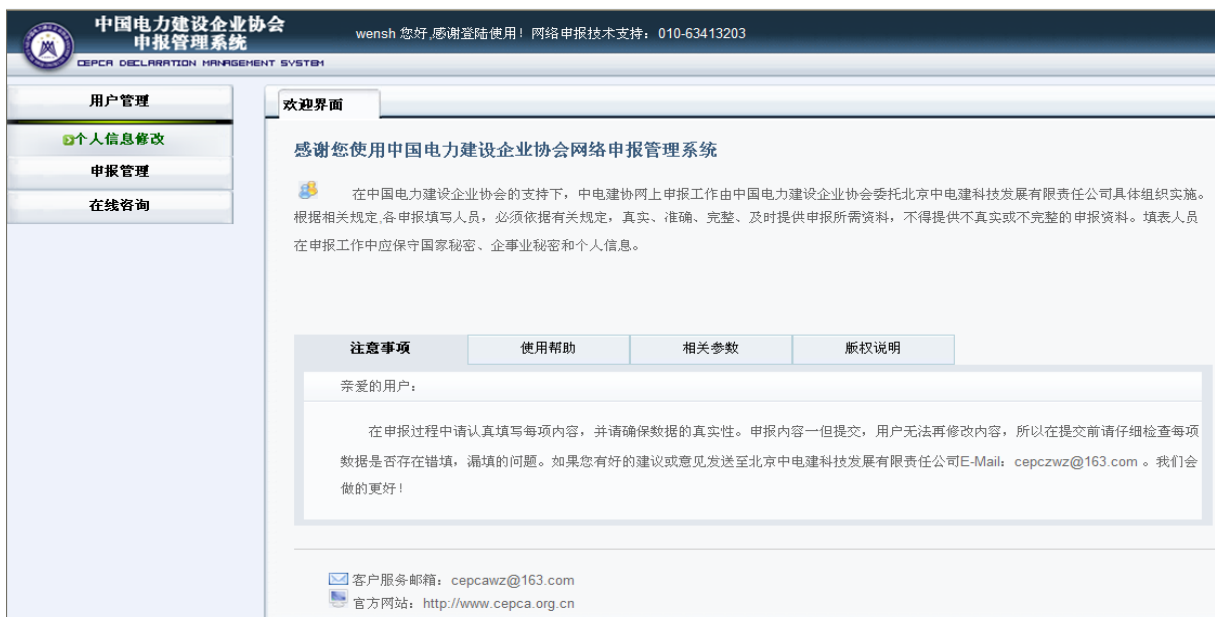 中国电力建设企业协会
申报管理系统
CEPCA DECLARATION MANAGEMENT SYSTEM
wensh 您好,感谢登陆使用！网络申报技术支持：010-63413203
用户管理
个人信息修改
申报管理
在线咨询
欢迎界面
感谢您使用中国电力建设企业协会网络申报管理系统
在中国电力建设企业协会的支持下，中电建协网上申报工作由中国电力建设企业协会委托北京中电建科技发展有限责任公司具体组织实施。
根据相关规定,各申报填写人员，必须依据有关规定，真实、准确、完整、及时提供申报所需资料，不得提供不真实或不完整的申报资料。填表人员
在申报工作中应保守国家秘密、企事业秘密和个人信息。
注意事项
使用帮助
相关参数
版权说明
亲爱的用户：
在申报过程中请认真填写每项内容，并请确保数据的真实性。申报内容一但提交，用户无法再修改内容，所以在提交前请仔细检查每项
数据是否存在错填，漏填的问题。如果您有好的建议或意见发送至北京中电建科技发展有限责任公司E-Mail：cepczwz@163.com 。我们会
做的更好！
客户服务邮箱：cepcawz@163.com
官方网站：http://www.cepca.org.cn